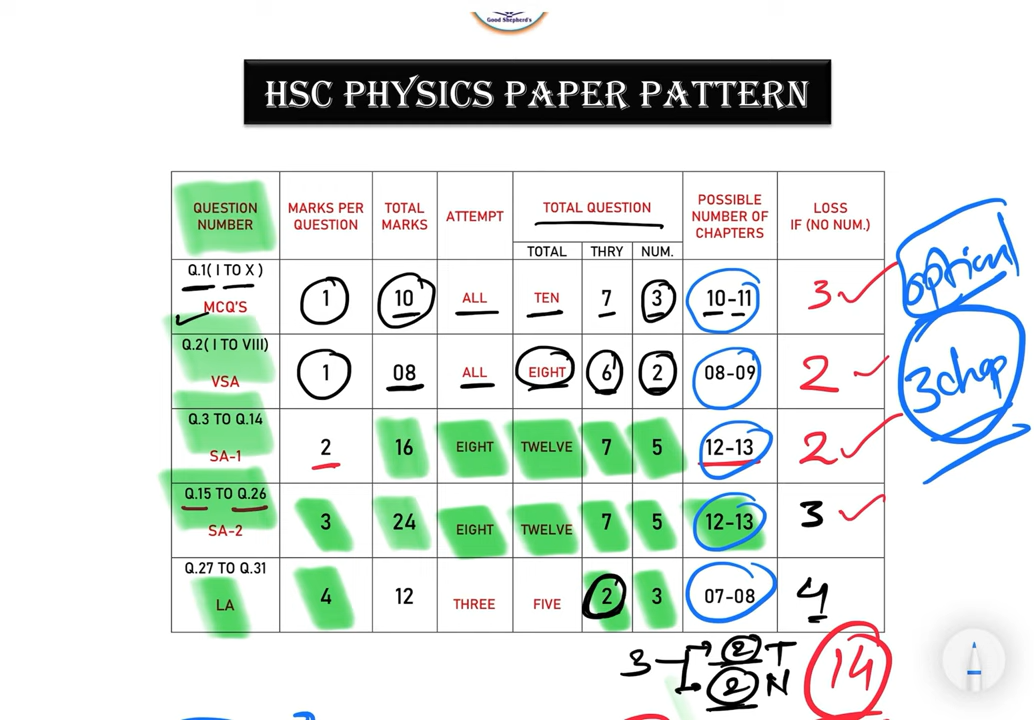 Good Shepherd's
HSC PHYSICS PAPER PATTERN
QUESTION NUMBER MARKS PER QUESTION TOTAL MARKS ATTEMPT TOTAL QUESTION POSSIBLE NUMBER OF CHAPTERS LOSS IF (NO NUM.)
TOTAL THRY NUM.
Q.1( I TO X ) MCQ'S 1 10 ALL TEN 7 3 10-11 3
optional
Q.2( I TO VIII) VSA 1 08 ALL EIGHT 6 2 08-09 2
3 chap
Q.3 TO Q.14 SA-1 2 16 EIGHT TWELVE 7 5 12-13 2
Q.15 TO Q.26 SA-2 3 24 EIGHT TWELVE 7 5 12-13 3
Q.27 TO Q.31 LA 4 12 THREE FIVE 2 3 07-08 4
3 2 T
2 N
14